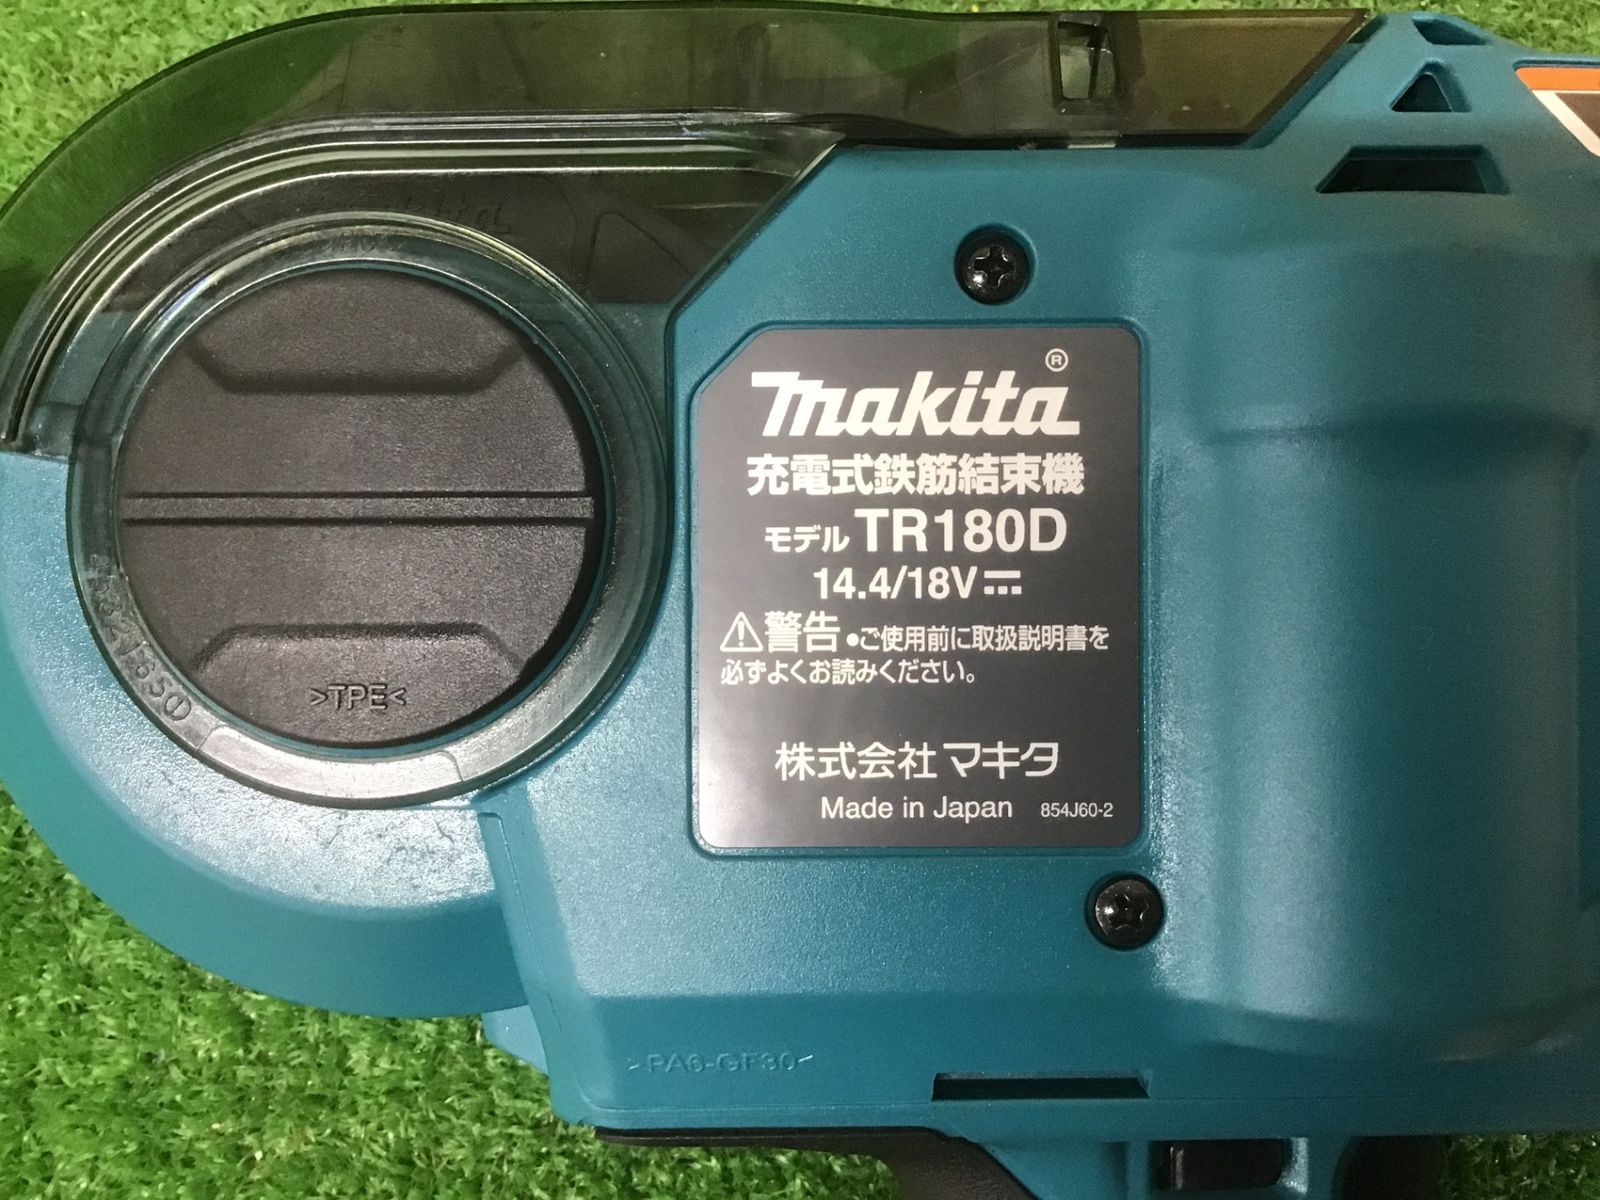 makita®
充電式鉄筋結束機
モデル TR180D
14.4/18V
警告 •ご使用前に取扱説明書を
必ずよくお読みください。
株式会社マキタ
Made in Japan 854J60-2
>TPE<
>PA6-GF30<